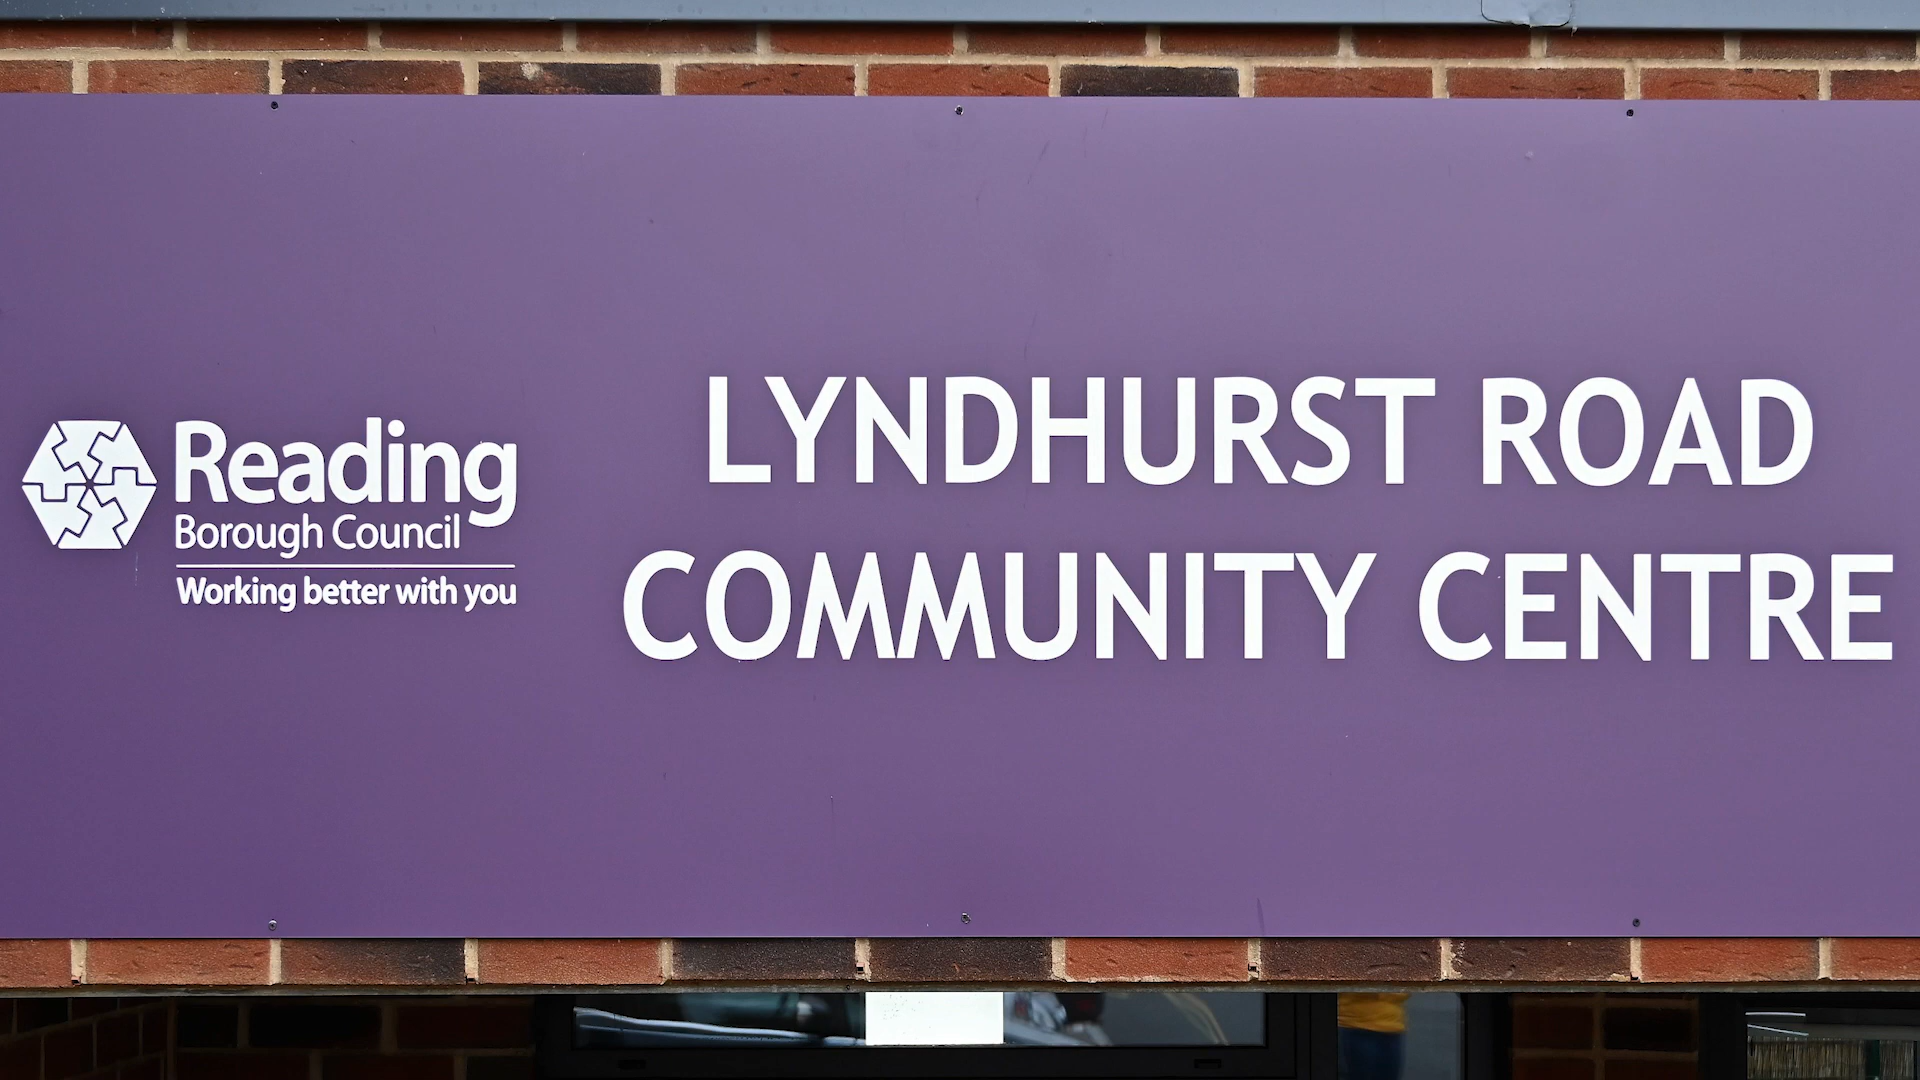 Reading
Borough Council
Working better with you
LYNDHURST ROAD
COMMUNITY CENTRE